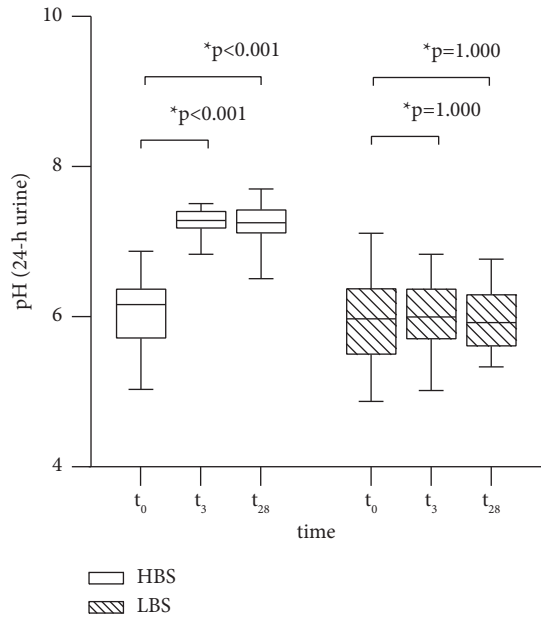 10
8
6
4
pH (24-h urine)
*p<0.001
*p<0.001
*p=1.000
*p=1.000
t₀ t₃ t₂₈ t₀ t₃ t₂₈
time
HBS
LBS